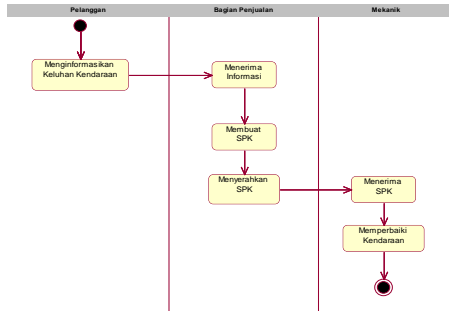 Pelanggan
Bagian Penjualan
Mekanik
Menginformasikan
Keluhan Kendaraan
Menerima
Informasi
Membuat
SPK
Menyerahkan
SPK
Menerima
SPK
Memperbaiki
Kendaraan